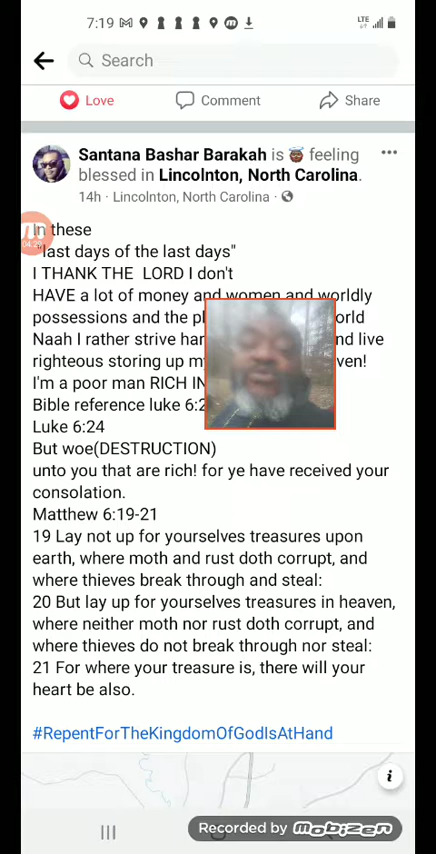 7:19
LTE
Search
Love Comment Share
Santana Bashar Barakah is feeling
blessed in Lincolnton, North Carolina.
14h · Lincolnton, North Carolina ·
In these
04:29
"last days of the last days"
I THANK THE LORD I don't
HAVE a lot of money and women and worldly
possessions and the
Naah I rather strive nd live
righteous storing up ven!
I'm a poor man RICH IN
Bible reference luke 6:2
Luke 6:24
But woe(DESTRUCTION)
unto you that are rich! for ye have received your
consolation.
Matthew 6:19-21
19 Lay not up for yourselves treasures upon
earth, where moth and rust doth corrupt, and
where thieves break through and steal:
20 But lay up for yourselves treasures in heaven,
where neither moth nor rust doth corrupt, and
where thieves do not break through nor steal:
21 For where your treasure is, there will your
heart be also.
#RepentForTheKingdomOfGodIsAtHand
i
Recorded by mobizen